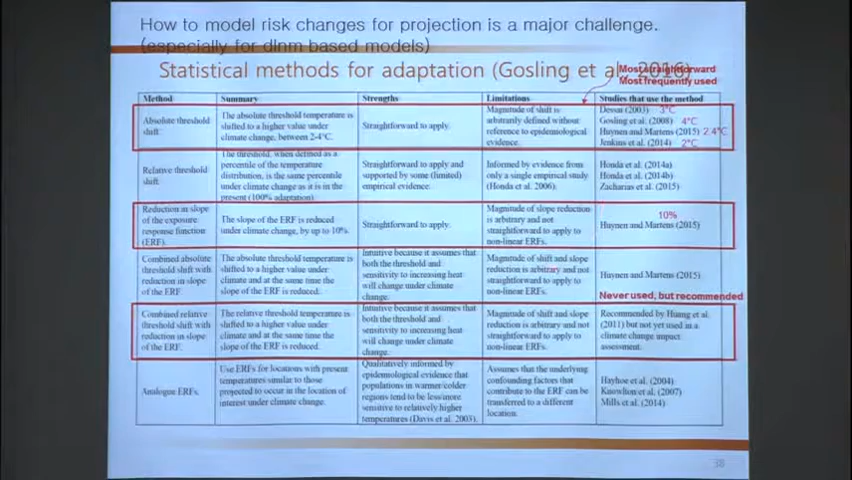 How to model risk changes for projection is a major challenge.
(especially for dlnm based models)
Statistical methods for adaptation (Gosling et al. 2016)
Most straightforward
Most frequently used
Method Summary Strengths Limitations Studies that use the method
Absolute threshold
shift.
The absolute threshold temperature is
shifted to a higher value under
climate change, between 2-4°C.
Straightforward to apply.
Magnitude of shift is
arbitrarily defined without
reference to epidemiological
evidence.
Dessai (2003) 3°C
Gosling et al. (2008) 4°C
Huynen and Martens (2015) 2.4°C
Jenkins et al. (2014) 2°C
Relative threshold
shift.
The threshold, when defined as a
percentile of the temperature
distribution, is the same percentile
under climate change as it is in the
present (100% adaptation).
Straightforward to apply and
supported by some (limited)
empirical evidence.
Informed by evidence from
only a single empirical study
(Honda et al. 2006).
Honda et al. (2014a)
Honda et al. (2014b)
Zacharias et al. (2015)
Reduction in slope
of the exposure
response function
(ERF).
The slope of the ERF is reduced
under climate change, by up to 10%.
Straightforward to apply.
Magnitude of slope reduction
is arbitrary and not
straightforward to apply to
non-linear ERFs.
10%
Huynen and Martens (2015)
Combined absolute
threshold shift with
reduction in slope
of the ERF.
The absolute threshold temperature is
shifted to a higher value under
climate and at the same time the
slope of the ERF is reduced.
Intuitive because it assumes that
both the threshold and
sensitivity to increasing heat
will change under climate
change.
Magnitude of shift and slope
reduction is arbitrary and not
straightforward to apply to
non-linear ERFs.
Huynen and Martens (2015)
Never used, but recommended
Combined relative
threshold shift with
reduction in slope
of the ERF.
The relative threshold temperature is
shifted to a higher value under
climate and at the same time the
slope of the ERF is reduced.
Intuitive because it assumes that
both the threshold and
sensitivity to increasing heat
will change under climate
change.
Magnitude of shift and slope
reduction is arbitrary and not
straightforward to apply to
non-linear ERFs.
Recommended by Huang et al.
(2011) but not yet used in a
climate change impact
assessment.
Analogue ERFs.
Use ERFs for locations with present
temperatures similar to those
projected to occur in the location of
interest under climate change.
Qualitatively informed by
epidemiological evidence that
populations in warmer/colder
regions tend to be less/more
sensitive to relatively higher
temperatures (Davis et al. 2003).
Assumes that the underlying
confounding factors that
contribute to the ERF can be
transferred to a different
location.
Hayhoe et al. (2004)
Knowlton et al. (2007)
Mills et al. (2014)
38